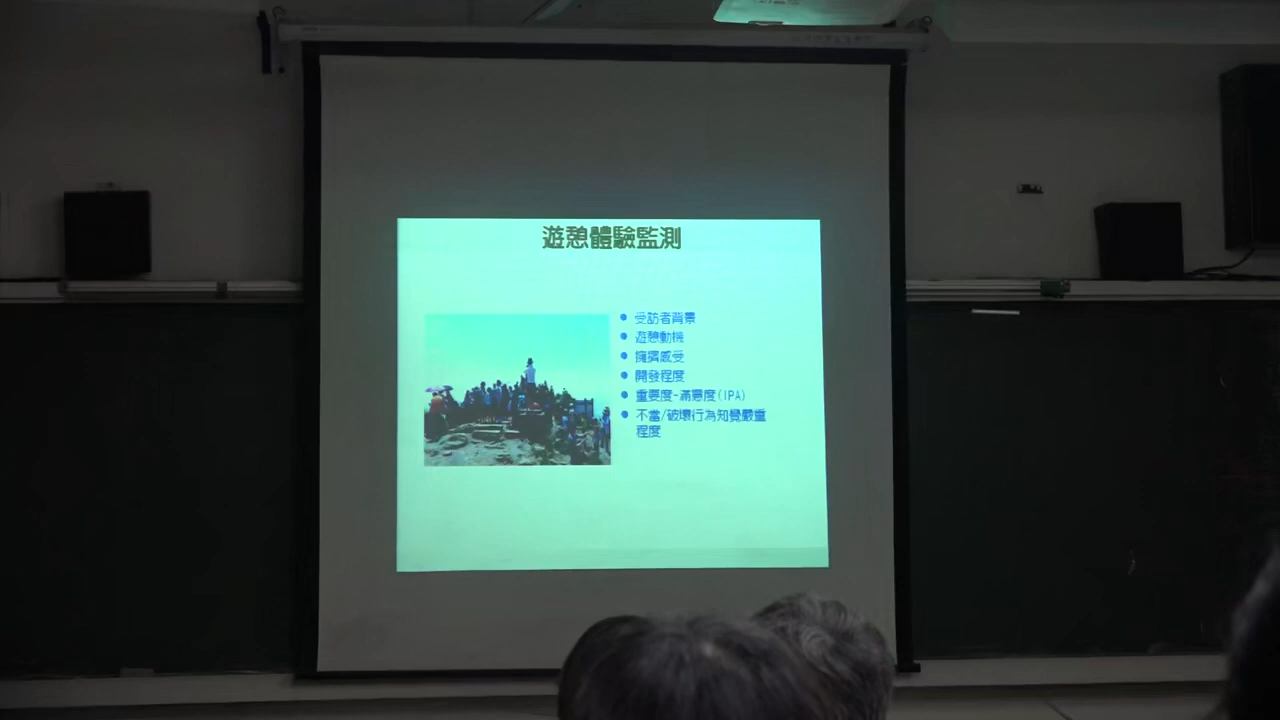 遊憩體驗監測
受訪者背景
遊憩動機
擁擠感受
開發程度
重要度-滿意度(IPA)
不當/破壞行為知覺嚴重
程度